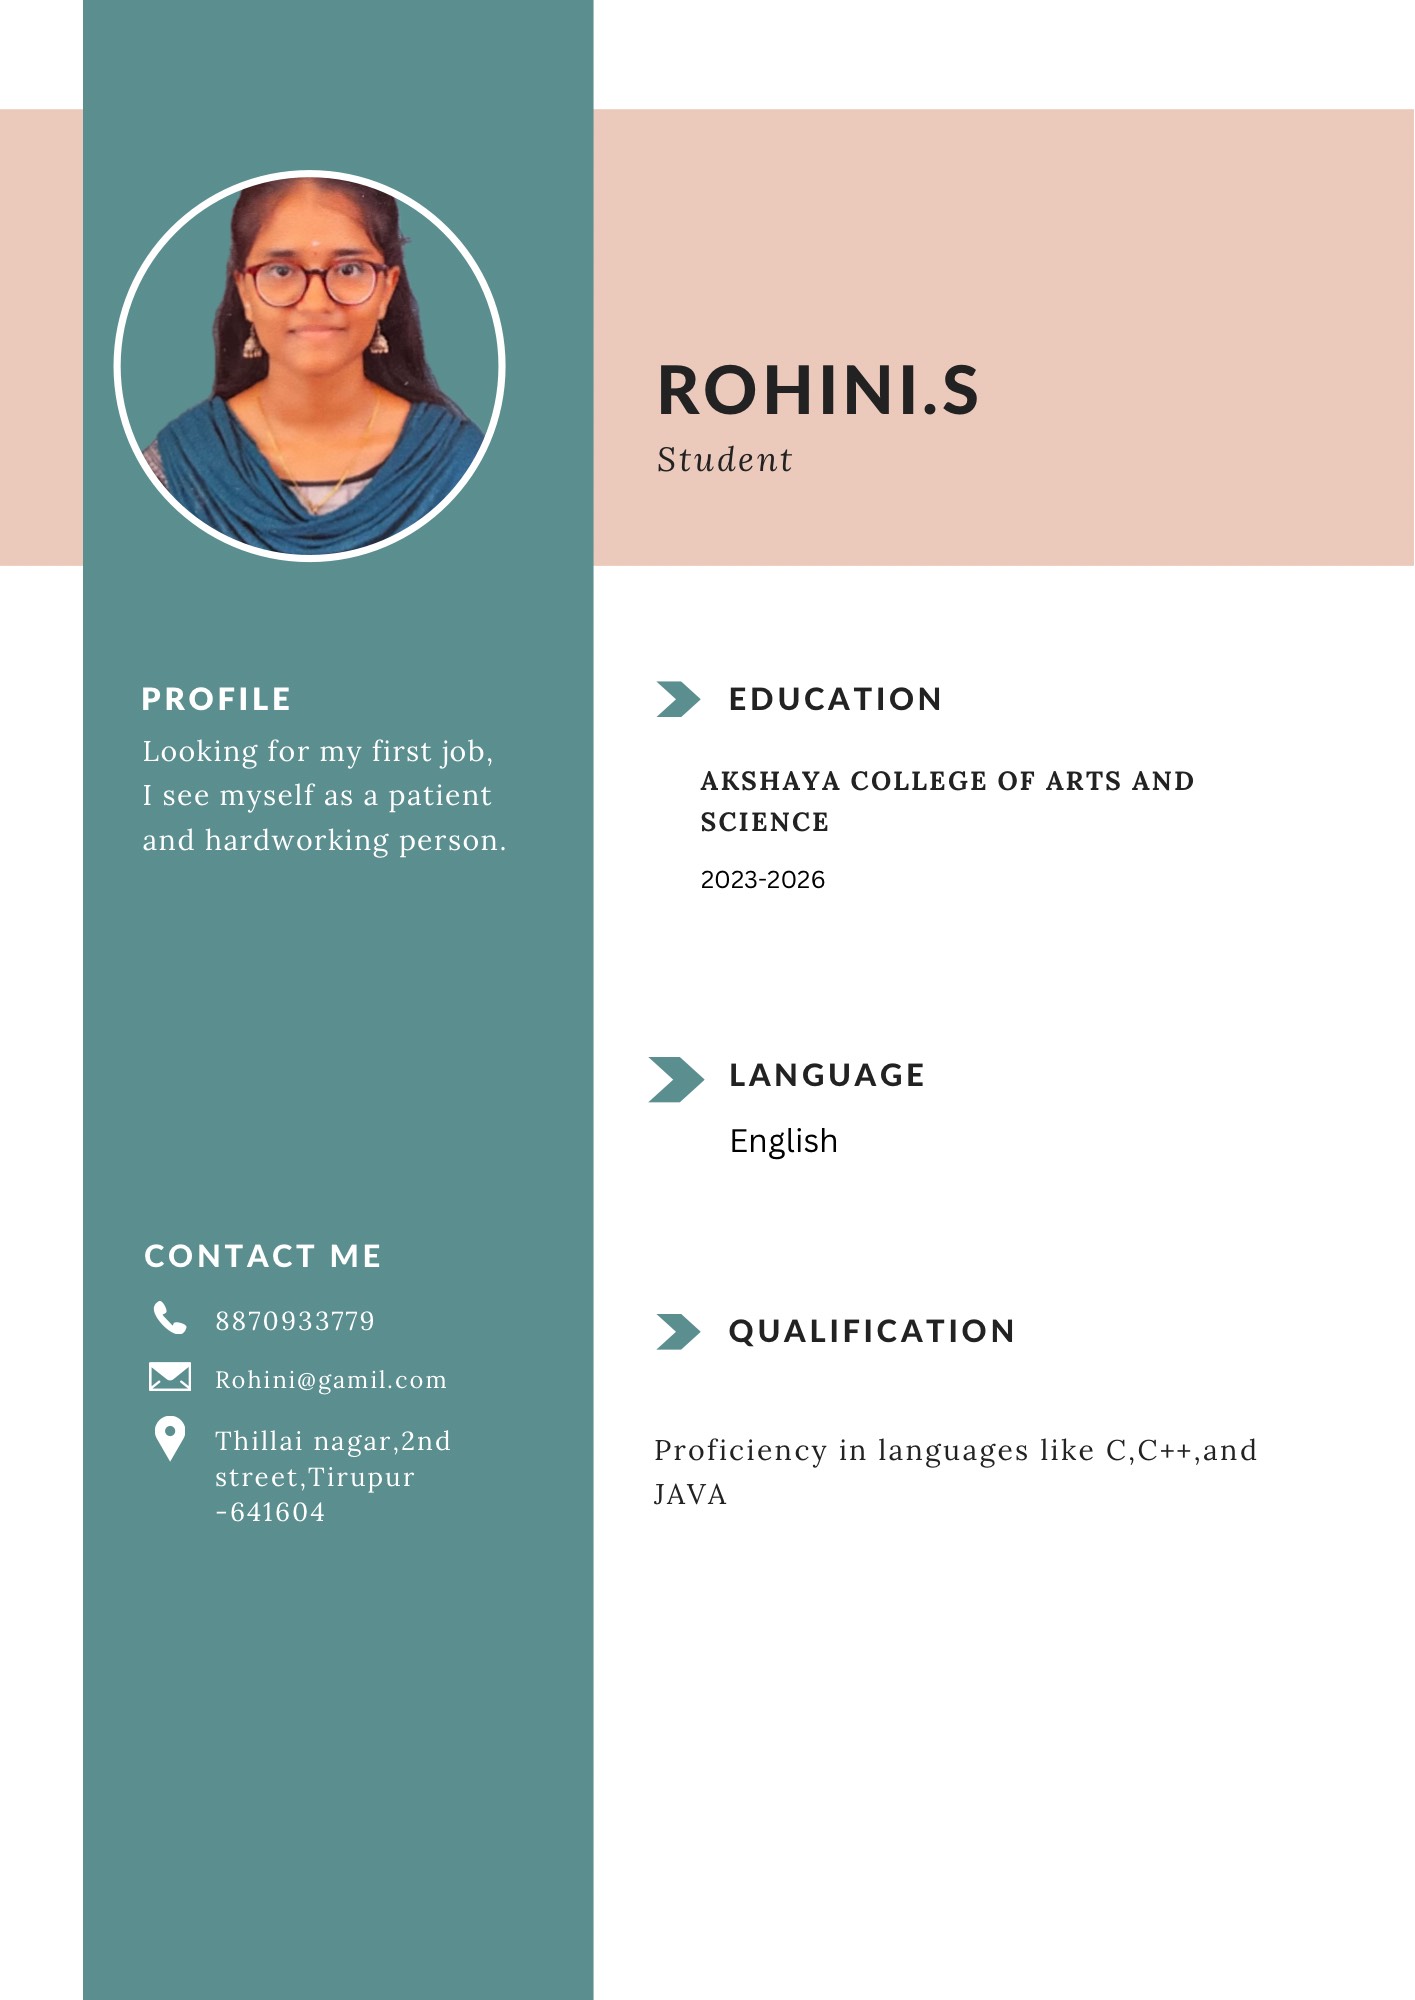 ROHINI.S
Student
PROFILE
Looking for my first job,
I see myself as a patient
and hardworking person.
CONTACT ME
8870933779
Rohini@gamil.com
Thillai nagar,2nd
street,Tirupur
-641604
EDUCATION
AKSHAYA COLLEGE OF ARTS AND
SCIENCE
2023-2026
LANGUAGE
English
QUALIFICATION
Proficiency in languages like C,C++,and
JAVA